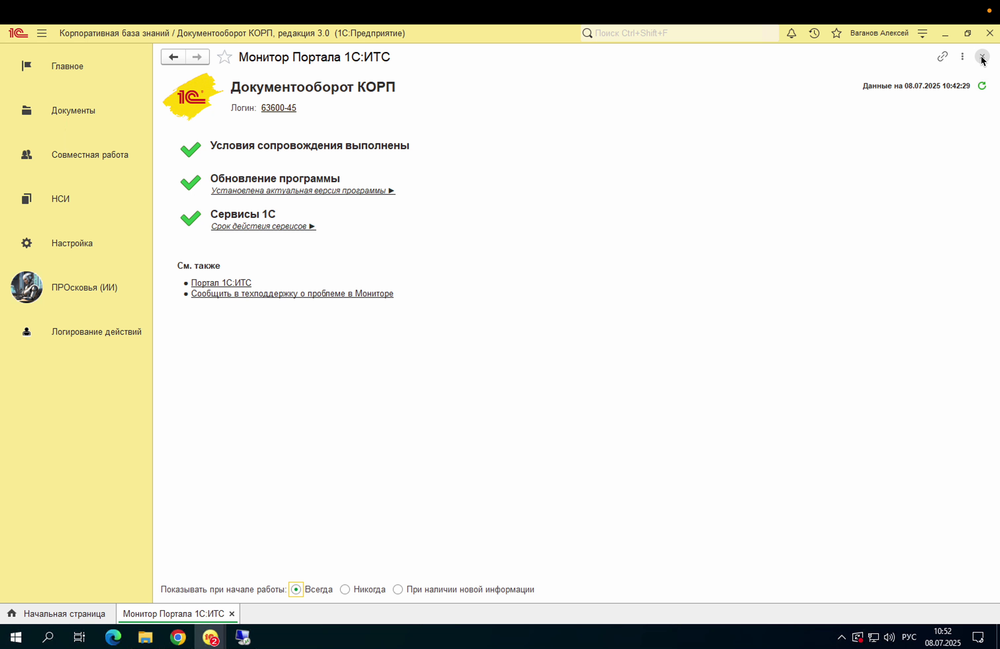 1С Корпоративная база знаний / Документооборот КОРП, редакция 3.0 (1С:Предприятие)
Поиск Ctrl+Shift+F
Ваганов Алексей
Главное
Документы
Совместная работа
НСИ
Настройка
ПРОсковья (ИИ)
Логирование действий
Монитор Портала 1С:ИТС
1С
Документооборот КОРП
Данные на 08.07.2025 10:42:29
Логин: 63600-45
Условия сопровождения выполнены
Обновление программы
Установлена актуальная версия программы ►
Сервисы 1С
Срок действия сервисов ►
См. также
• Портал 1С:ИТС
• Сообщить в техподдержку о проблеме в Мониторе
Показывать при начале работы: Всегда Никогда При наличии новой информации
Начальная страница
Монитор Портала 1С:ИТС ×
1С 2
РУС
10:52
08.07.2025